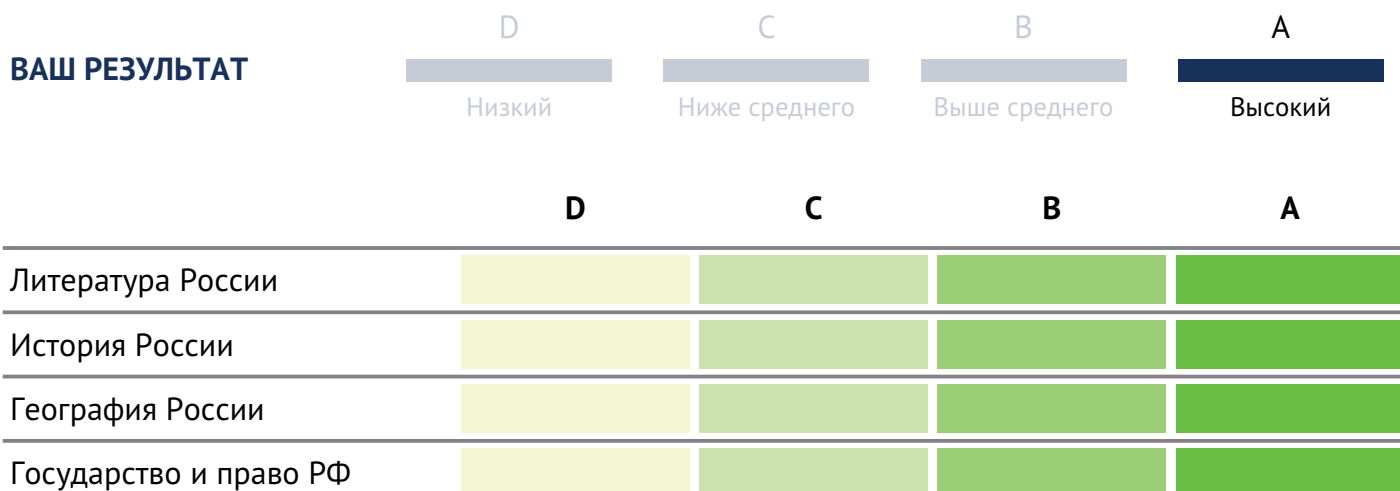 D C B A
ВАШ РЕЗУЛЬТАТ
Низкий Ниже среднего Выше среднего Высокий
D C B A
Литература России
История России
География России
Государство и право РФ